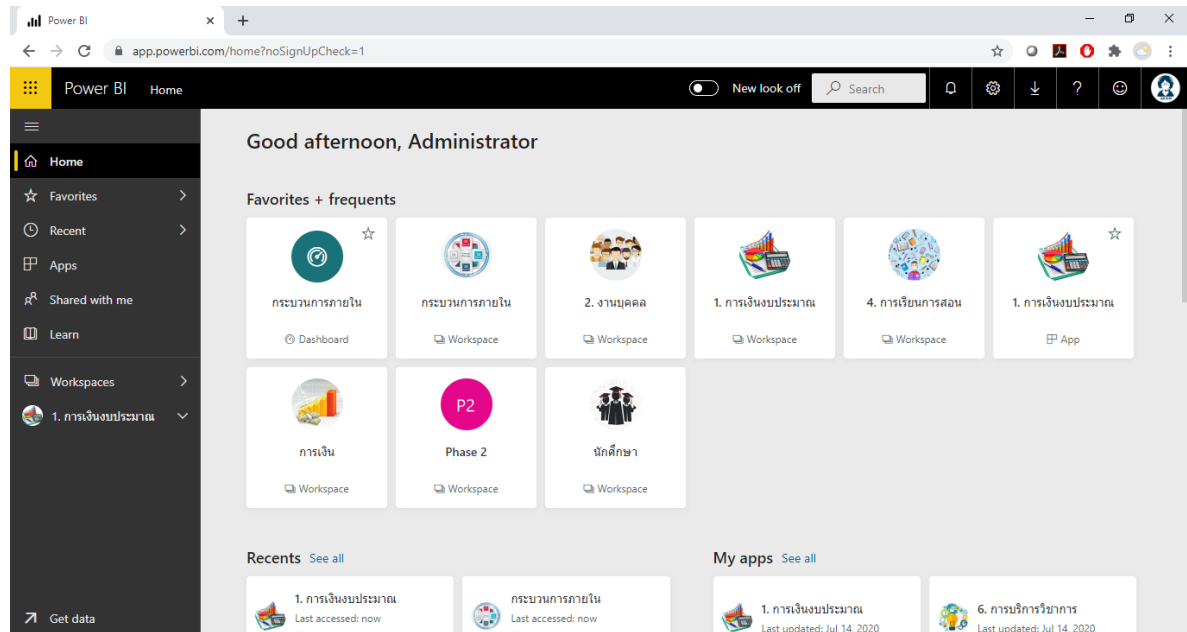 Power BI
app.powerbi.com/home?noSignUpCheck=1
Power BI Home New look off Search
Home
Favorites
Recent
Apps
Shared with me
Learn
Workspaces
1. การเงินงบประมาณ
Get data
Good afternoon, Administrator
Favorites + frequents
กระบวนการภายใน
Dashboard
กระบวนการภายใน
Workspace
2. งานบุคคล
Workspace
1. การเงินงบประมาณ
Workspace
4. การเรียนการสอน
Workspace
1. การเงินงบประมาณ
App
การเงิน
Workspace
P2
Phase 2
Workspace
นักศึกษา
Workspace
Recents See all
1. การเงินงบประมาณ
Last accessed: now
กระบวนการภายใน
Last accessed: now
My apps See all
1. การเงินงบประมาณ
Last updated: Jul 14, 2020
6. การบริการวิชาการ
Last updated: Jul 14, 2020